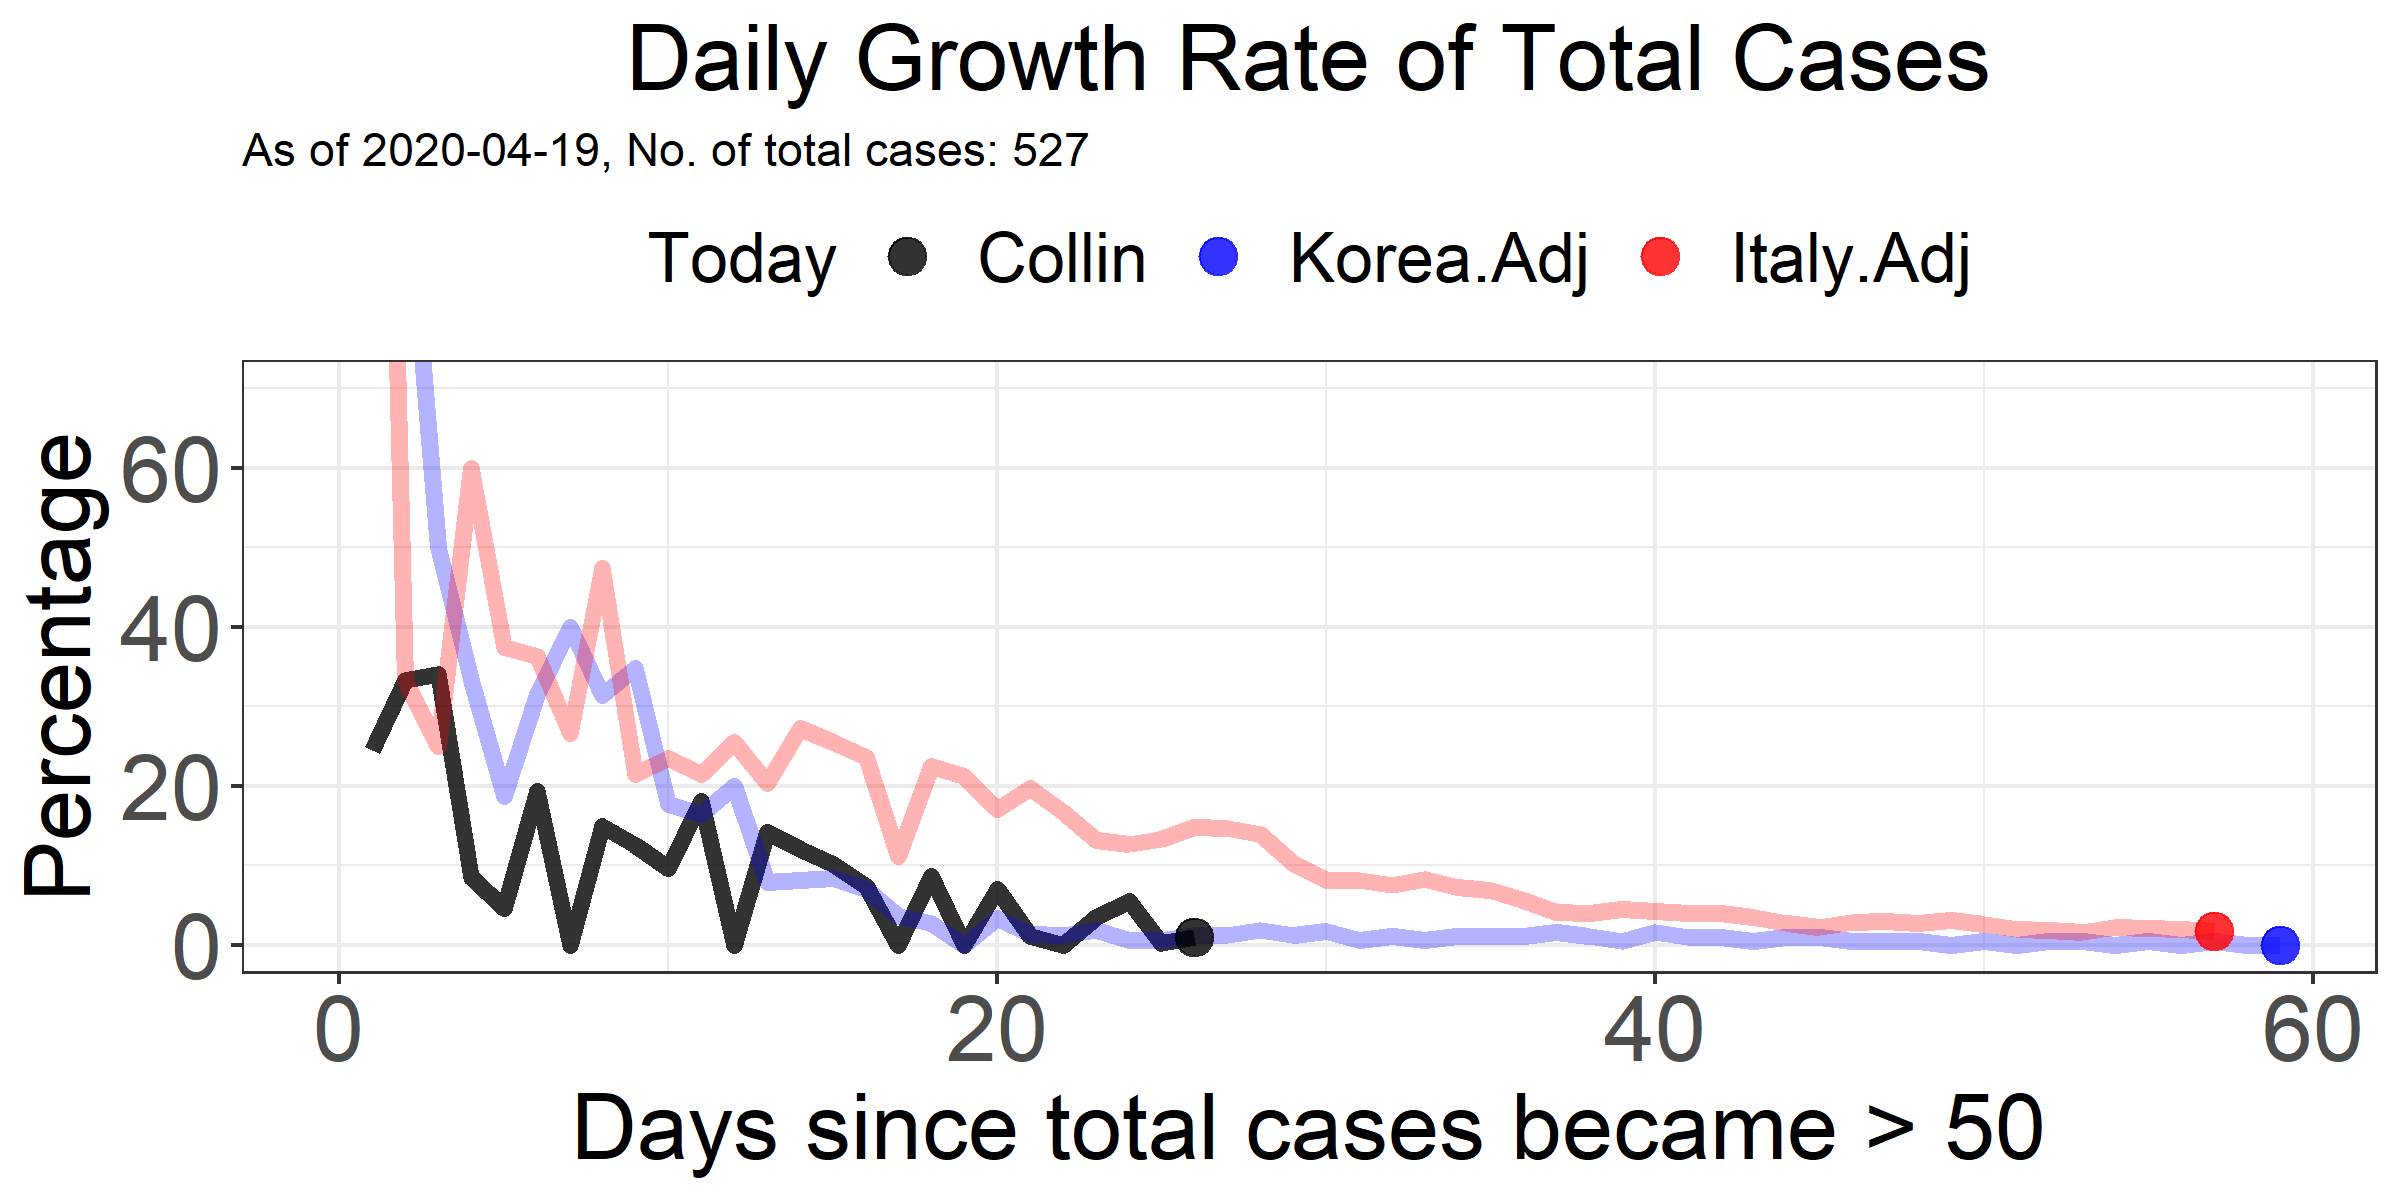 Daily Growth Rate of Total Cases
As of 2020-04-19, No. of total cases: 527
Today Collin Korea.Adj Italy.Adj
Percentage
60
40
20
0
0 20 40 60
Days since total cases became > 50